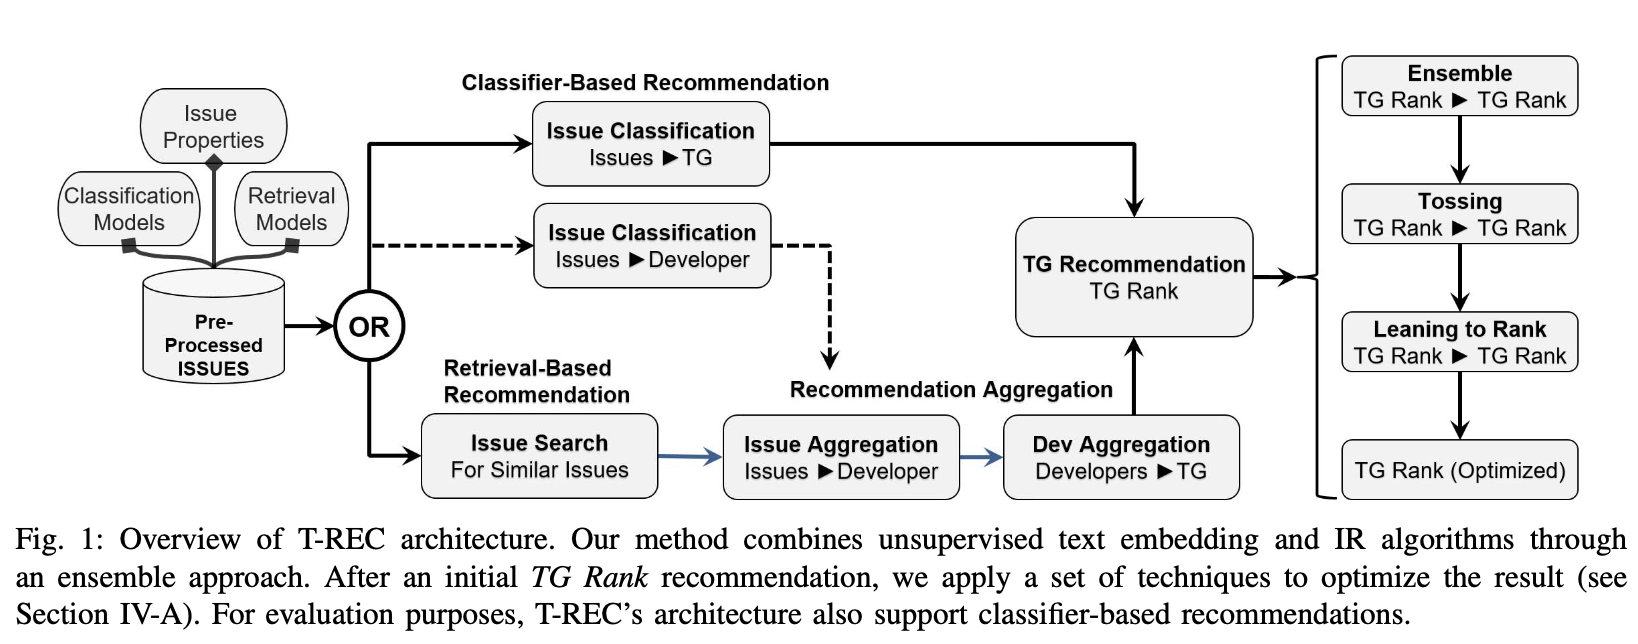 Classifier-Based Recommendation
Issue
Properties
Classification
Models
Retrieval
Models
Pre-
Processed
ISSUES
OR
Issue Classification
Issues ►TG
Issue Classification
Issues ►Developer
Retrieval-Based
Recommendation
Issue Search
For Similar Issues
Recommendation Aggregation
Issue Aggregation
Issues ►Developer
Dev Aggregation
Developers ►TG
TG Recommendation
TG Rank
Ensemble
TG Rank ► TG Rank
Tossing
TG Rank ► TG Rank
Leaning to Rank
TG Rank ► TG Rank
TG Rank (Optimized)
Fig. 1: Overview of T-REC architecture. Our method combines unsupervised text embedding and IR algorithms through
an ensemble approach. After an initial TG Rank recommendation, we apply a set of techniques to optimize the result (see
Section IV-A). For evaluation purposes, T-REC's architecture also support classifier-based recommendations.